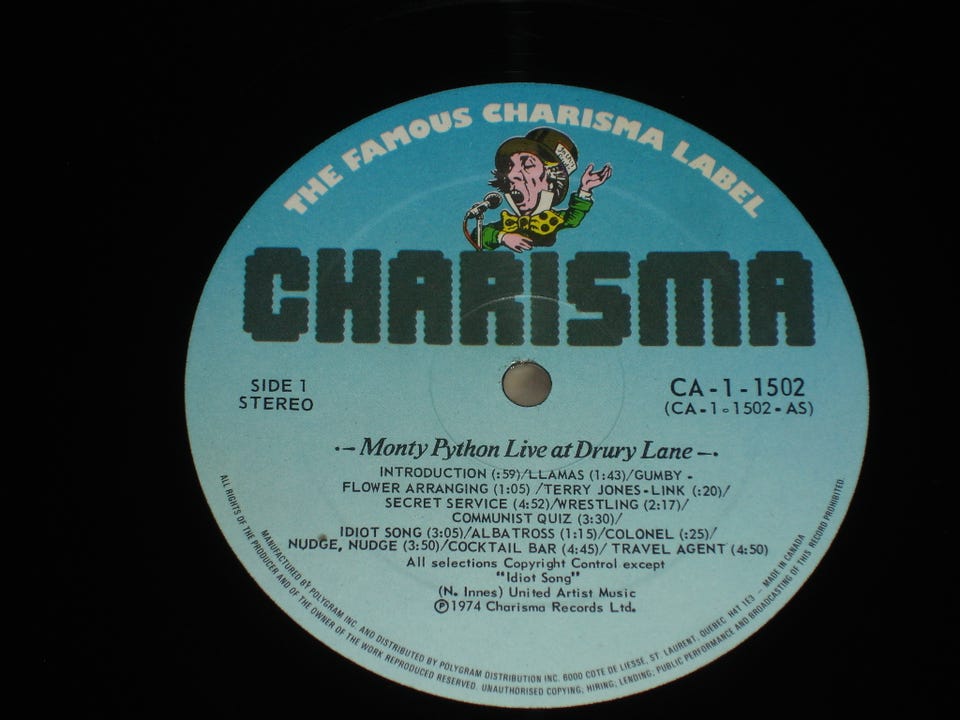 THE FAMOUS CHARISMA LABEL
CHARISMA
SIDE 1
STEREO
CA-1-1502
(CA-1-1502-AS)
·– Monty Python Live at Drury Lane –·
INTRODUCTION (:59)/LLAMAS (1:43)/GUMBY -
FLOWER ARRANGING (1:05) /TERRY JONES-LINK (:20)/
SECRET SERVICE (4:52)/WRESTLING (2:17)/
COMMUNIST QUIZ (3:30)/
IDIOT SONG (3:05)/ALBATROSS (1:15)/COLONEL (:25)/
NUDGE, NUDGE (3:50)/COCKTAIL BAR (4:45)/ TRAVEL AGENT (4:50)
All selections Copyright Control except
"Idiot Song"
(N. Innes) United Artist Music
Ⓟ1974 Charisma Records Ltd.
MANUFACTURED BY POLYGRAM INC. AND DISTRIBUTED BY POLYGRAM DISTRIBUTION INC. 6000 COTE DE LIESSE, ST. LAURENT, QUEBEC H4T 1E3 – MADE IN CANADA
ALL RIGHTS OF THE PRODUCER AND OF THE OWNER OF THE WORK REPRODUCED RESERVED. UNAUTHORISED COPYING, HIRING, LENDING, PUBLIC PERFORMANCE AND BROADCASTING OF THIS RECORD PROHIBITED